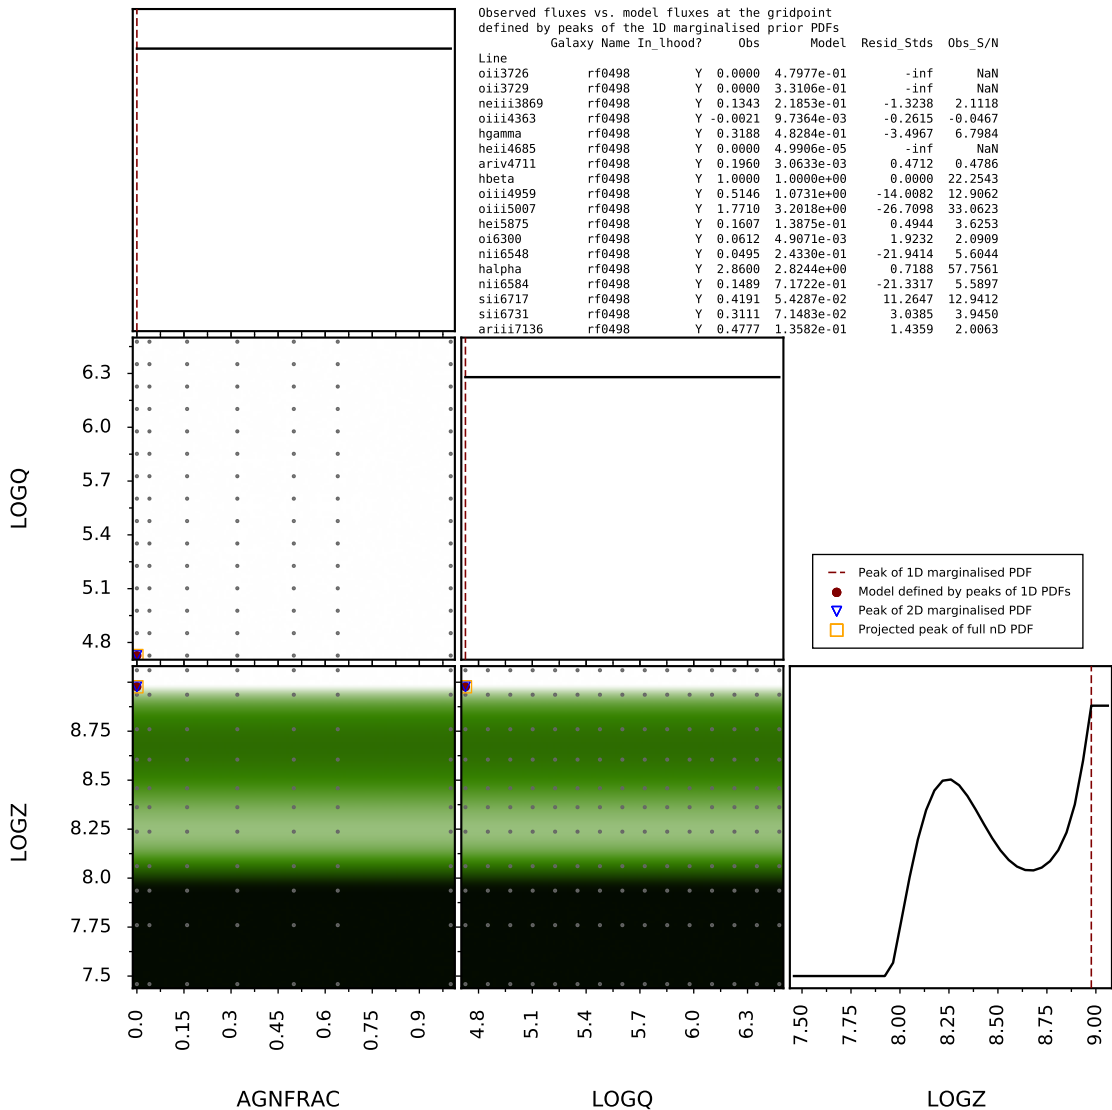 Observed fluxes vs. model fluxes at the gridpoint
defined by peaks of the 1D marginalised prior PDFs
Galaxy Name In_lhood? Obs Model Resid_Stds Obs_S/N
Line
oii3726 rf0498 Y 0.0000 4.7977e-01 -inf NaN
oii3729 rf0498 Y 0.0000 3.3106e-01 -inf NaN
neiii3869 rf0498 Y 0.1343 2.1853e-01 -1.3238 2.1118
oiii4363 rf0498 Y -0.0021 9.7364e-03 -0.2615 -0.0467
hgamma rf0498 Y 0.3188 4.8284e-01 -3.4967 6.7984
heii4685 rf0498 Y 0.0000 4.9906e-05 -inf NaN
ariv4711 rf0498 Y 0.1960 3.0633e-03 0.4712 0.4786
hbeta rf0498 Y 1.0000 1.0000e+00 0.0000 22.2543
oiii4959 rf0498 Y 0.5146 1.0731e+00 -14.0082 12.9062
oiii5007 rf0498 Y 1.7710 3.2018e+00 -26.7098 33.0623
hei5875 rf0498 Y 0.1607 1.3875e-01 0.4944 3.6253
oi6300 rf0498 Y 0.0612 4.9071e-03 1.9232 2.0909
nii6548 rf0498 Y 0.0495 2.4330e-01 -21.9414 5.6044
halpha rf0498 Y 2.8600 2.8244e+00 0.7188 57.7561
nii6584 rf0498 Y 0.1489 7.1722e-01 -21.3317 5.5897
sii6717 rf0498 Y 0.4191 5.4287e-02 11.2647 12.9412
sii6731 rf0498 Y 0.3111 7.1483e-02 3.0385 3.9450
ariii7136 rf0498 Y 0.4777 1.3582e-01 1.4359 2.0063
6.3
6.0
5.7
5.4
5.1
4.8
LOGQ
Peak of 1D marginalised PDF
Model defined by peaks of 1D PDFs
Peak of 2D marginalised PDF
Projected peak of full nD PDF
8.75
8.5
8.25
8.0
7.75
7.5
LOGZ
0.0 0.15 0.3 0.45 0.6 0.75 0.9
4.8 5.1 5.4 5.7 6.0 6.3
7.50 7.75 8.00 8.25 8.50 8.75 9.00
AGNFRAC LOGQ LOGZ